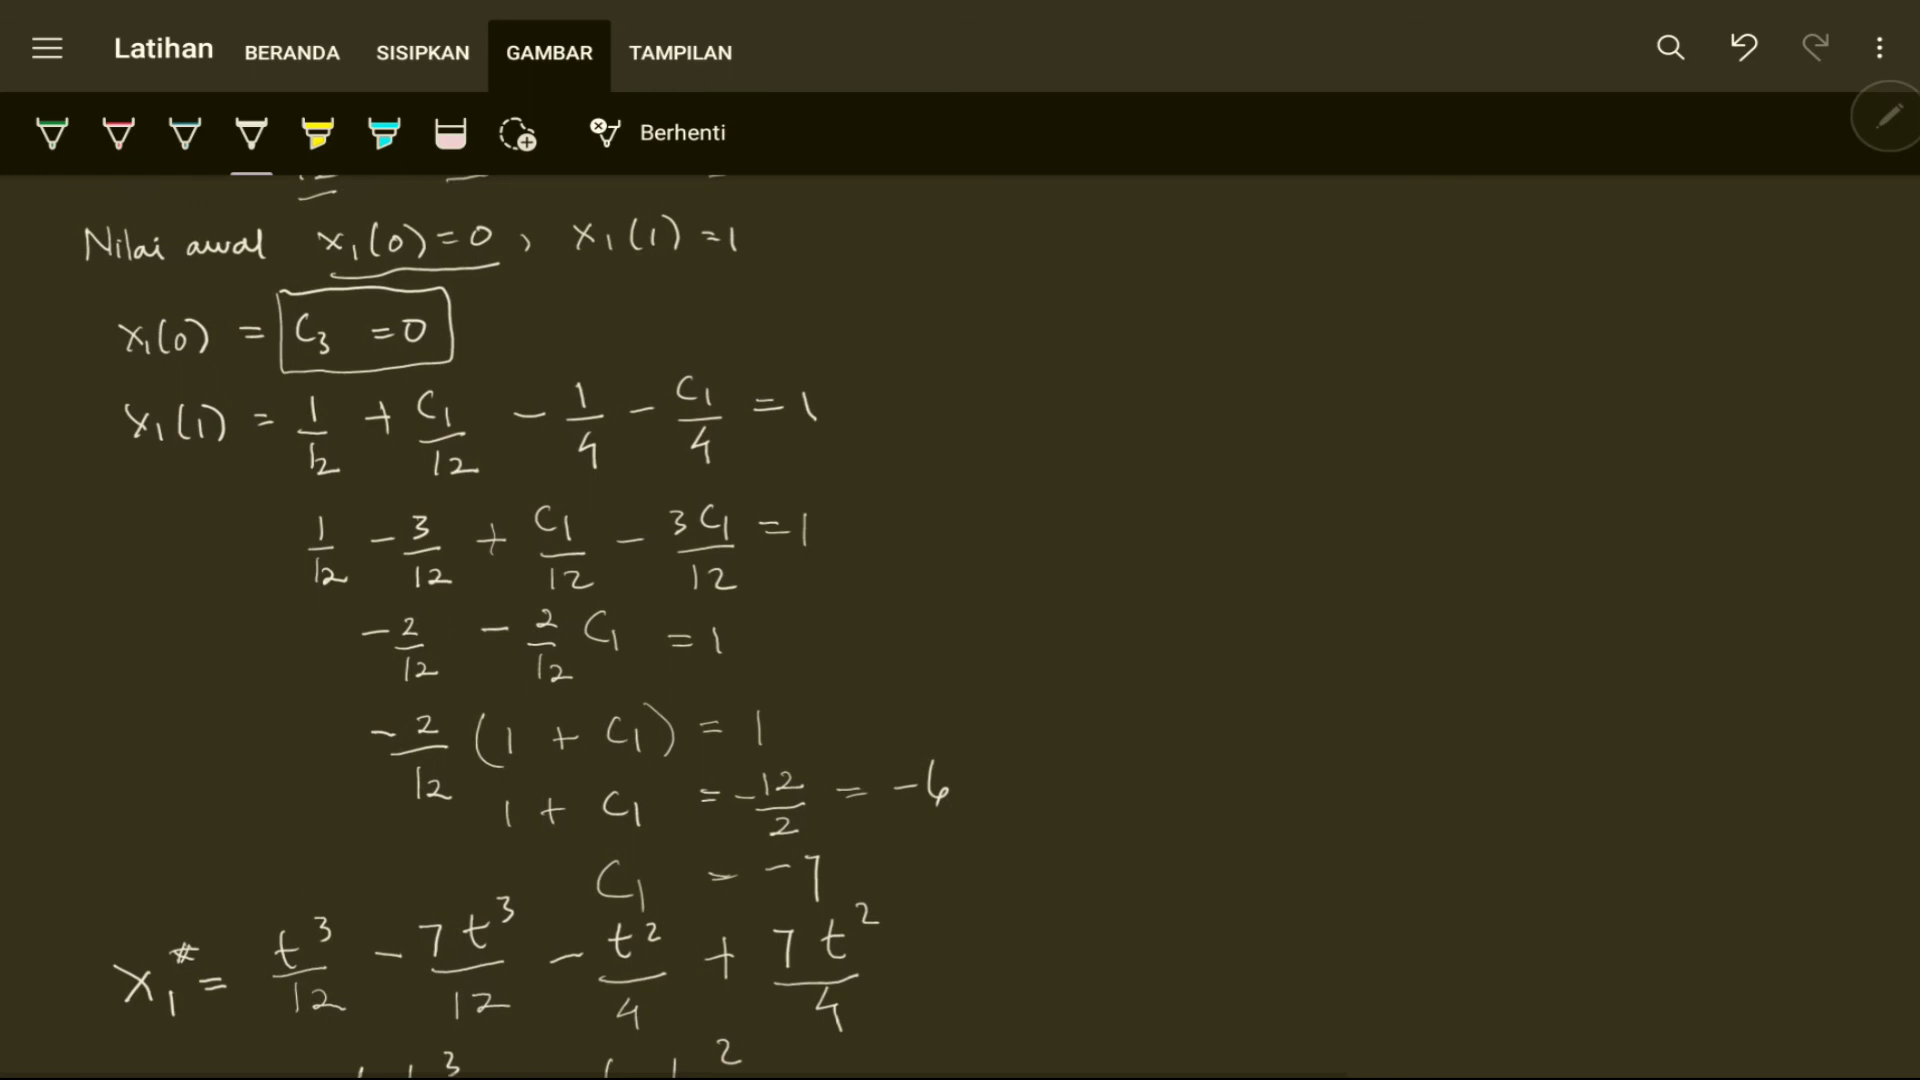 Latihan BERANDA SISIPKAN GAMBAR TAMPILAN
Berhenti
Nilai awal x₁(0)=0, x₁(1)=1
x₁(0) = C₃ =0
x₁(1) = 1/12 + C₁/12 - 1/4 - C₁/4 = 1
1/12 - 3/12 + C₁/12 - 3C₁/12 = 1
-2/12 - 2/12 C₁ = 1
-2/12 (1 + C₁) = 1
1 + C₁ = -12/2 = -6
C₁ = -7
x₁* = t³/12 - 7t³/12 - t²/4 + 7t²/4